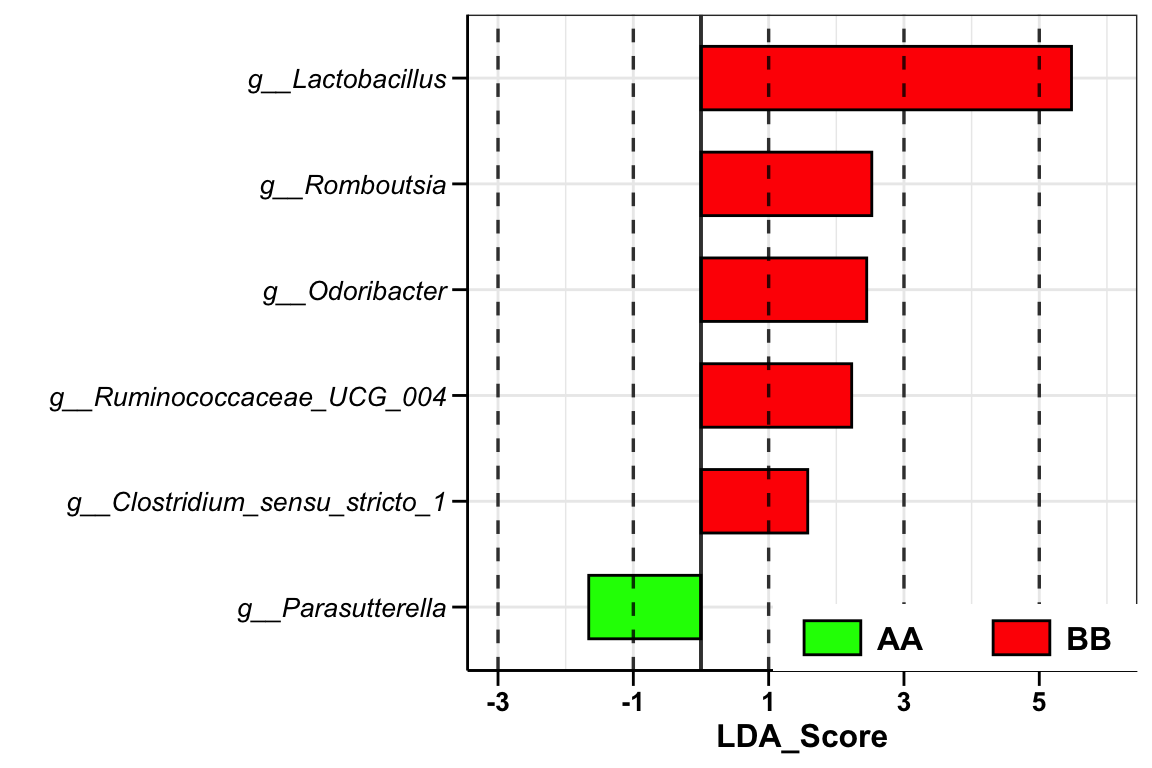 g__Lactobacillus
g__Romboutsia
g__Odoribacter
g__Ruminococcaceae_UCG_004
g__Clostridium_sensu_stricto_1
g__Parasutterella
AA BB
-3 -1 1 3 5
LDA_Score